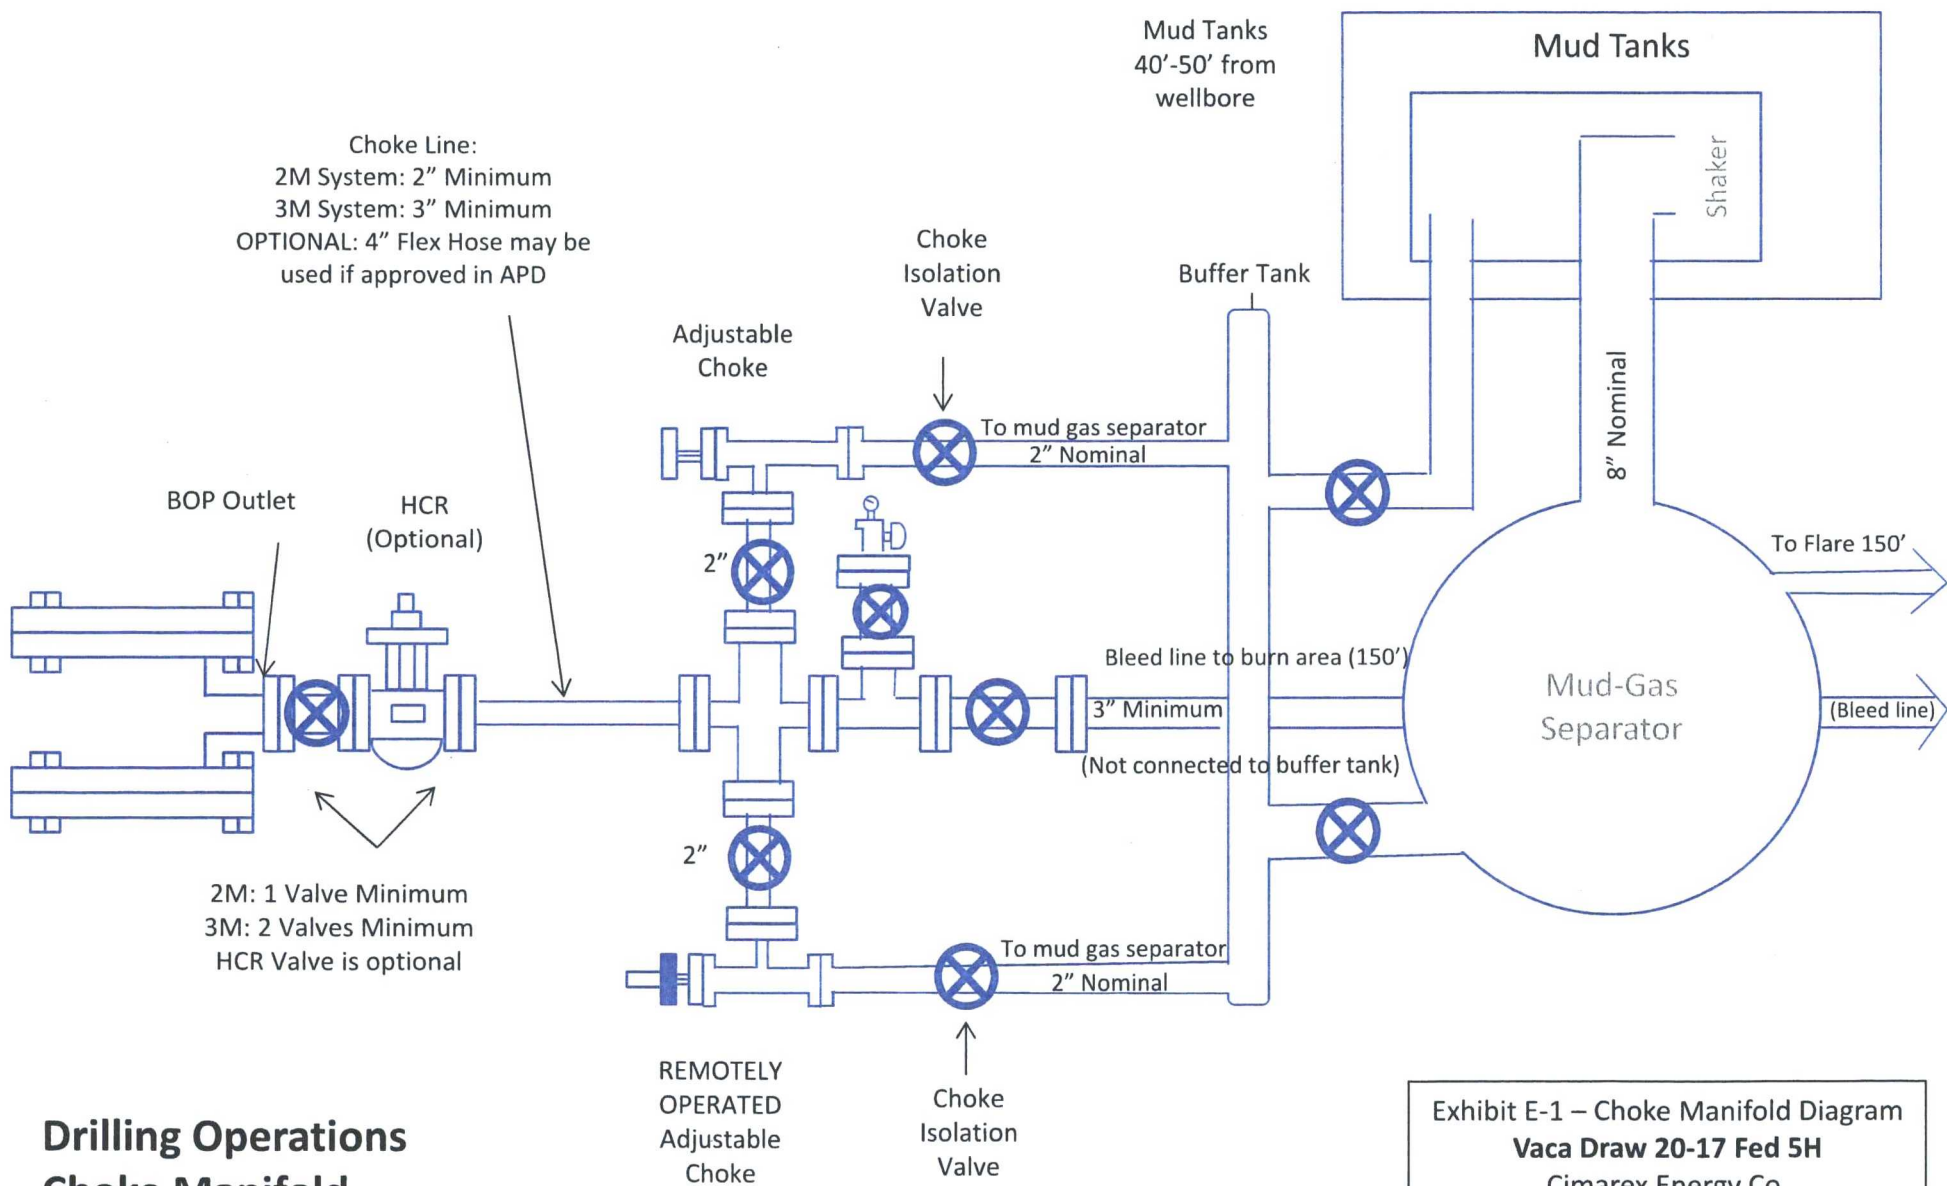 Mud Tanks
40’-50’ from
wellbore
Mud Tanks
Shaker
Choke Line:
2M System: 2” Minimum
3M System: 3” Minimum
OPTIONAL: 4” Flex Hose may be
used if approved in APD
Choke
Isolation
Valve
Buffer Tank
Adjustable
Choke
8” Nominal
To mud gas separator
2” Nominal
BOP Outlet
HCR
(Optional)
2”
To Flare 150’
Bleed line to burn area (150’)
3” Minimum
(Not connected to buffer tank)
Mud-Gas
Separator
(Bleed line)
2”
2M: 1 Valve Minimum
3M: 2 Valves Minimum
HCR Valve is optional
To mud gas separator
2” Nominal
REMOTELY
OPERATED
Adjustable
Choke
Choke
Isolation
Valve
Drilling Operations
Choke Manifold
Exhibit E-1 – Choke Manifold Diagram
Vaca Draw 20-17 Fed 5H
Cimarex Energy Co.